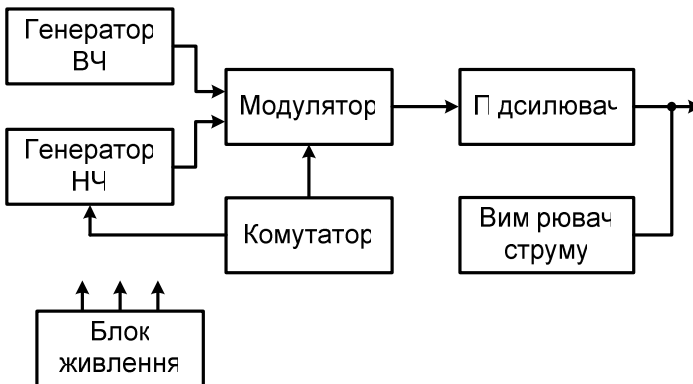 Генератор
ВЧ
Модулятор
П дсилювач
Генератор
НЧ
Комутатор
Вим рювач
струму
Блок
живлення